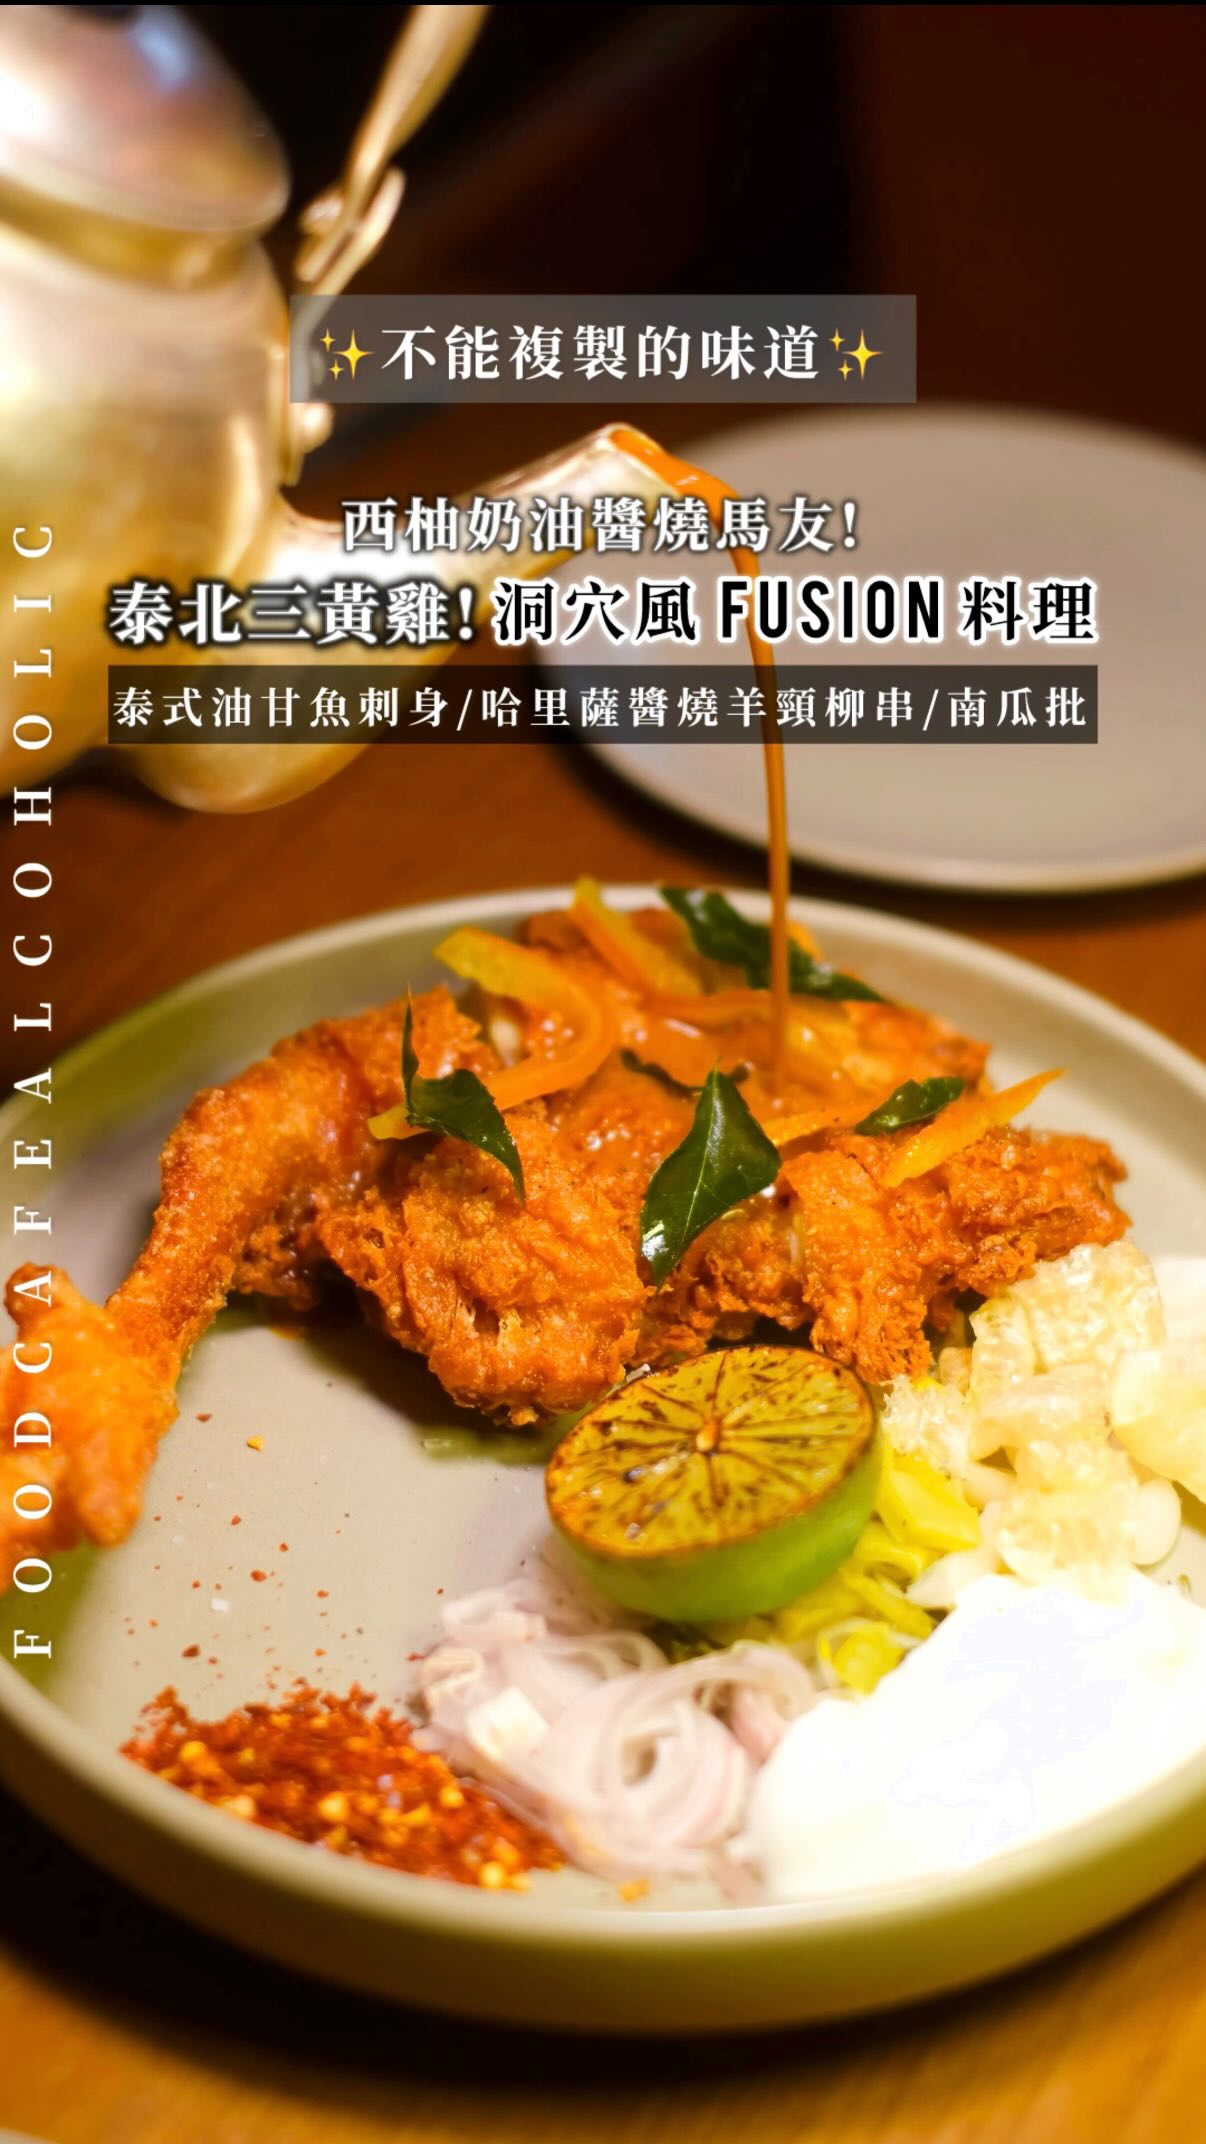 ✨不能複製的味道✨
西柚奶油醬燒馬友!
泰北三黃雞!洞穴風 FUSION 料理
泰式油甘魚刺身/哈里薩醬燒羊頸柳串/南瓜批
FOODCAFEALCOHOLIC